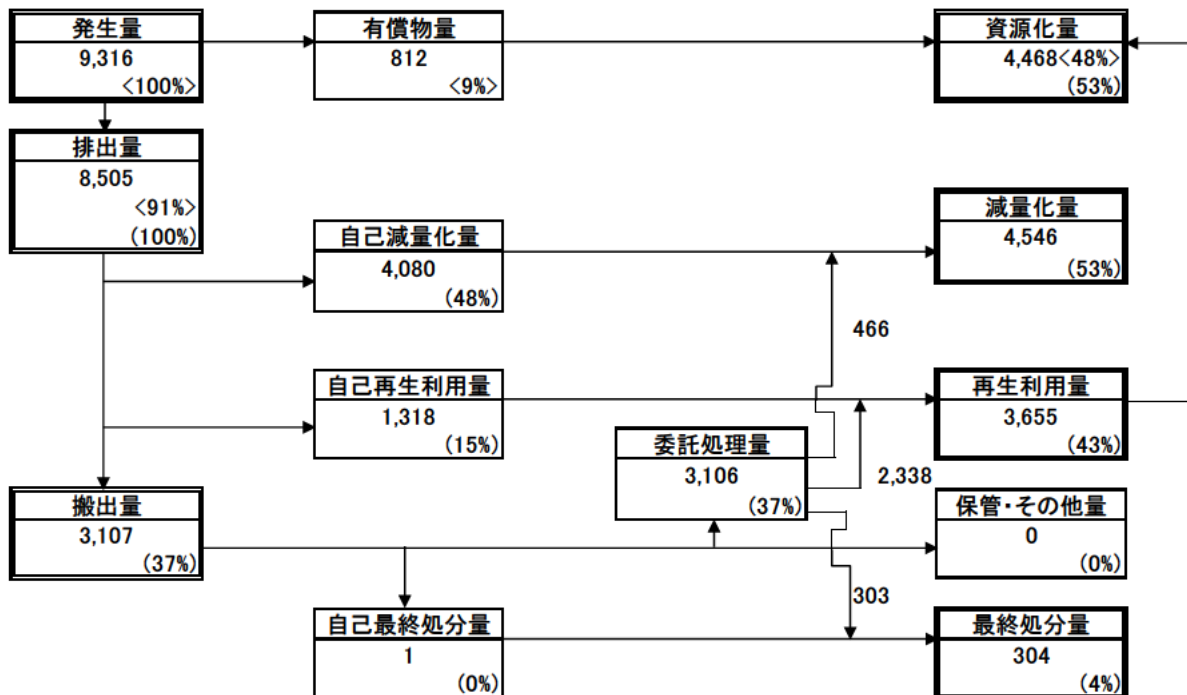 発生量
9,316
<100%>
有償物量
812
<9%>
資源化量
4,468<48%>
(53%)
排出量
8,505
<91%>
(100%)
自己減量化量
4,080
(48%)
減量化量
4,546
(53%)
466
自己再生利用量
1,318
(15%)
再生利用量
3,655
(43%)
委託処理量
3,106
(37%)
2,338
搬出量
3,107
(37%)
保管・その他量
0
(0%)
303
自己最終処分量
1
(0%)
最終処分量
304
(4%)